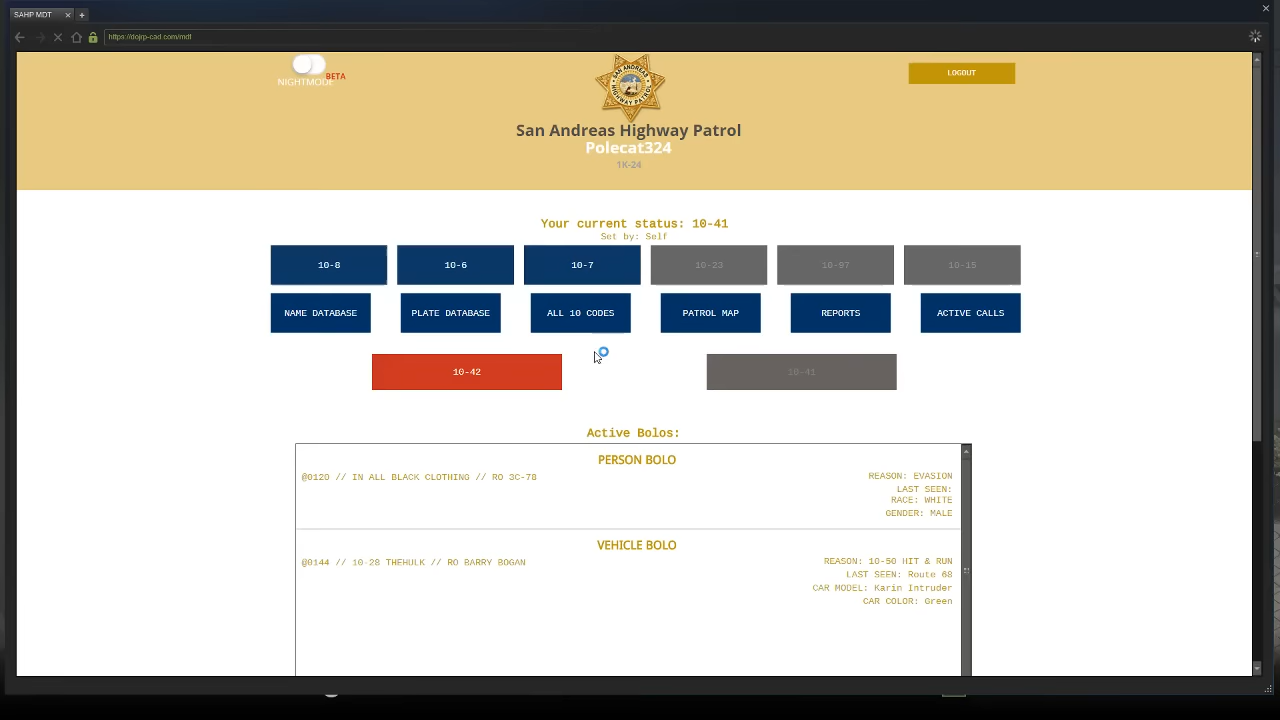 SAHP MDT
https://dojrp-cad.com/mdt
NIGHTMODE
BETA
SAN ANDREAS
HIGHWAY PATROL
LOGOUT
San Andreas Highway Patrol
Polecat324
1K-24
Your current status: 10-41
Set by: Self
10-8 10-6 10-7 10-23 10-97 10-15
NAME DATABASE PLATE DATABASE ALL 10 CODES PATROL MAP REPORTS ACTIVE CALLS
10-42 10-41
Active Bolos:
PERSON BOLO
@0120 // IN ALL BLACK CLOTHING // RO 3C-78
REASON: EVASION
LAST SEEN:
RACE: WHITE
GENDER: MALE
VEHICLE BOLO
@0144 // 10-28 THEHULK // RO BARRY BOGAN
REASON: 10-50 HIT & RUN
LAST SEEN: Route 68
CAR MODEL: Karin Intruder
CAR COLOR: Green